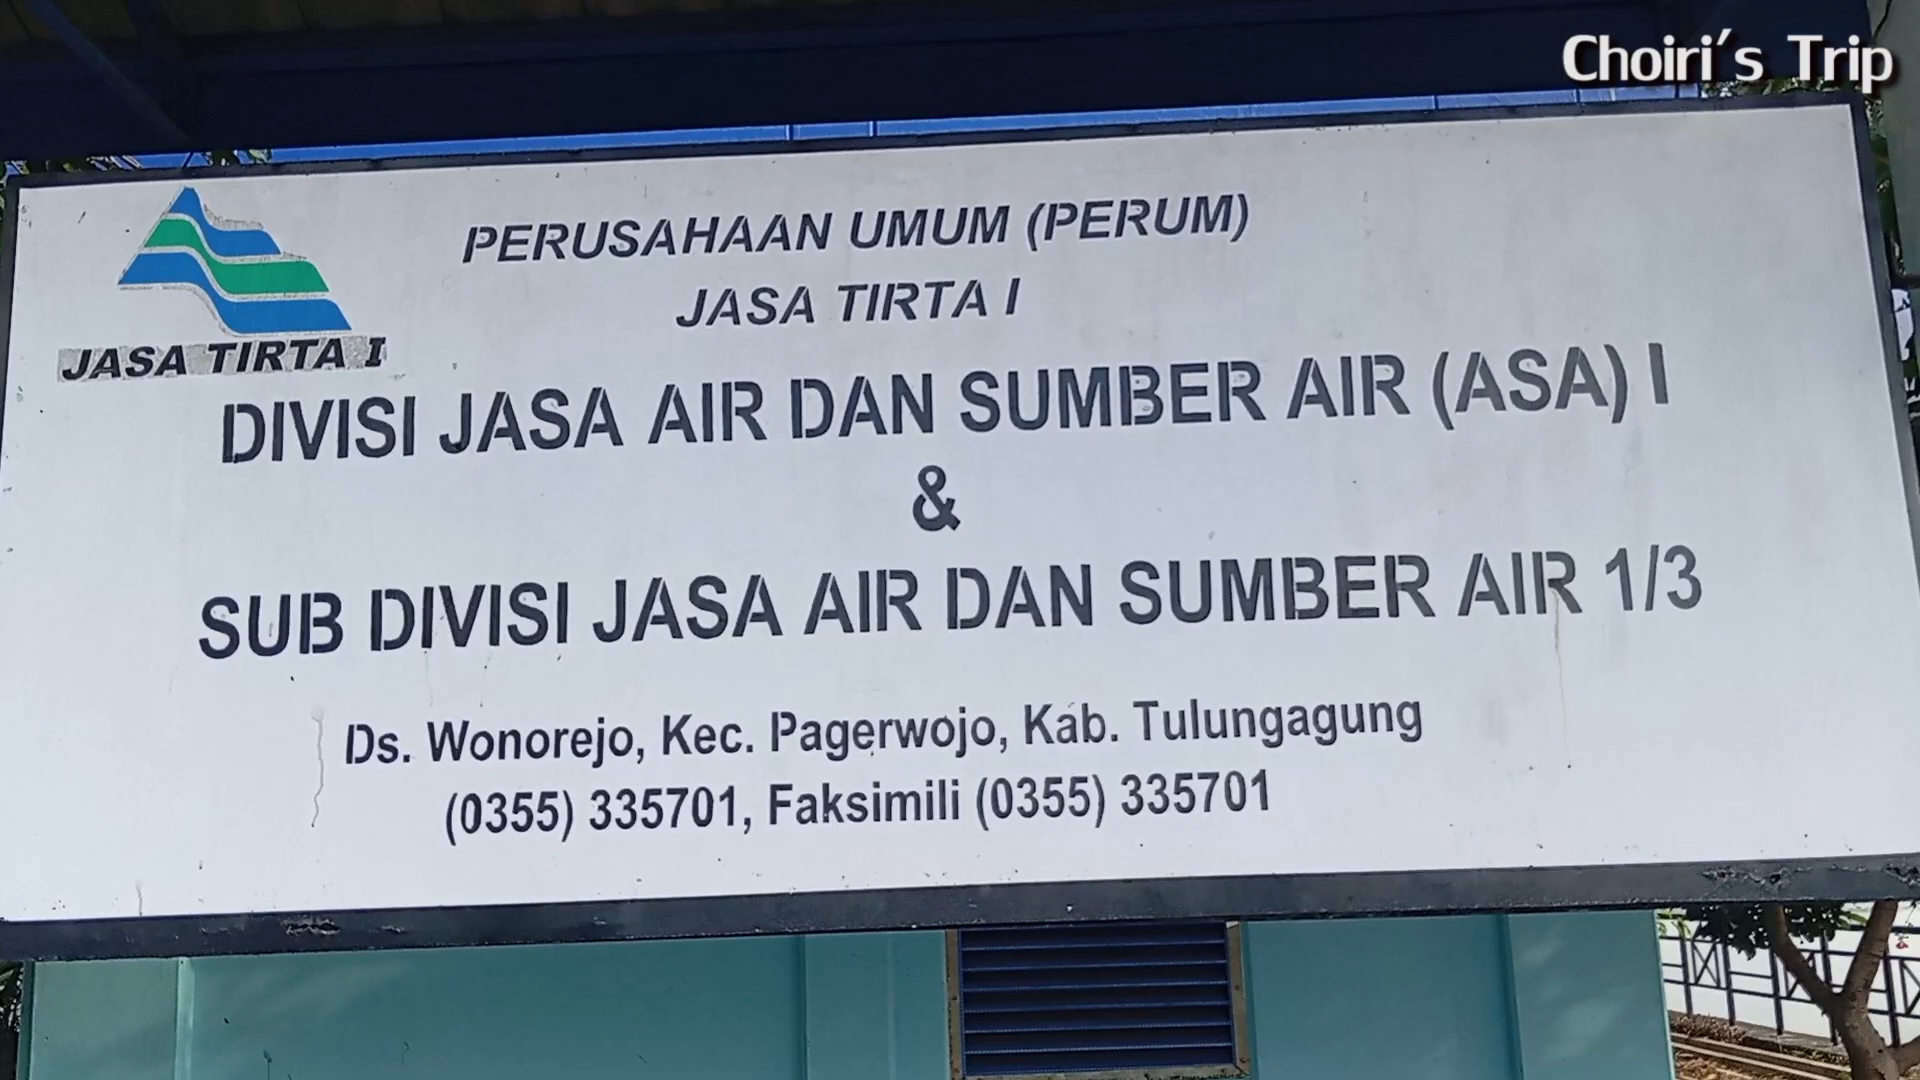 Choiri's Trip
JASA TIRTA I
PERUSAHAAN UMUM (PERUM)
JASA TIRTA I
DIVISI JASA AIR DAN SUMBER AIR (ASA) I
&
SUB DIVISI JASA AIR DAN SUMBER AIR 1/3
Ds. Wonorejo, Kec. Pagerwojo, Kab. Tulungagung
(0355) 335701, Faksimili (0355) 335701